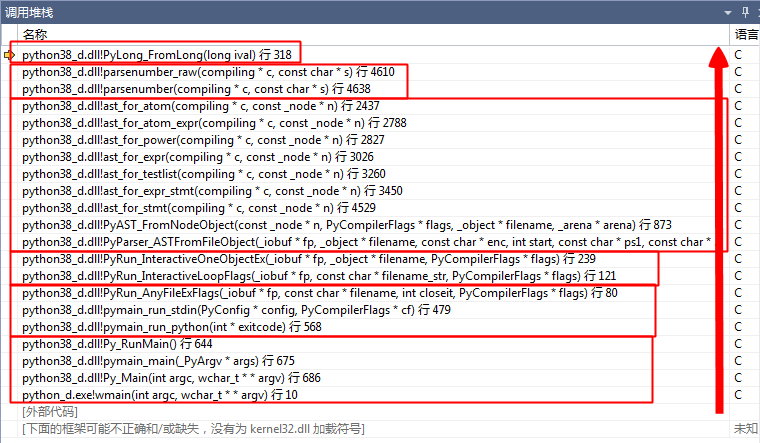 调用堆栈
名称 语言
python38_d.dll!PyLong_FromLong(long ival) 行 318 C
python38_d.dll!parsenumber_raw(compiling * c, const char * s) 行 4610 C
python38_d.dll!parsenumber(compiling * c, const char * s) 行 4638 C
python38_d.dll!ast_for_atom(compiling * c, const _node * n) 行 2437 C
python38_d.dll!ast_for_atom_expr(compiling * c, const _node * n) 行 2788 C
python38_d.dll!ast_for_power(compiling * c, const _node * n) 行 2827 C
python38_d.dll!ast_for_expr(compiling * c, const _node * n) 行 3026 C
python38_d.dll!ast_for_testlist(compiling * c, const _node * n) 行 3260 C
python38_d.dll!ast_for_expr_stmt(compiling * c, const _node * n) 行 3450 C
python38_d.dll!ast_for_stmt(compiling * c, const _node * n) 行 4529 C
python38_d.dll!PyAST_FromNodeObject(const _node * n, PyCompilerFlags * flags, _object * filename, _arena * arena) 行 873 C
python38_d.dll!PyParser_ASTFromFileObject(_iobuf * fp, _object * filename, const char * enc, int start, const char * ps1, const char * C
python38_d.dll!PyRun_InteractiveOneObjectEx(_iobuf * fp, _object * filename, PyCompilerFlags * flags) 行 239 C
python38_d.dll!PyRun_InteractiveLoopFlags(_iobuf * fp, const char * filename_str, PyCompilerFlags * flags) 行 121 C
python38_d.dll!PyRun_AnyFileExFlags(_iobuf * fp, const char * filename, int closeit, PyCompilerFlags * flags) 行 80 C
python38_d.dll!pymain_run_stdin(PyConfig * config, PyCompilerFlags * cf) 行 479 C
python38_d.dll!pymain_run_python(int * exitcode) 行 568 C
python38_d.dll!Py_RunMain() 行 644 C
python38_d.dll!pymain_main(_PyArgv * args) 行 675 C
python38_d.dll!Py_Main(int argc, wchar_t * * argv) 行 686 C
python_d.exe!wmain(int argc, wchar_t * * argv) 行 10 C
[外部代码]
[下面的框架可能不正确和/或缺失，没有为 kernel32.dll 加载符号] 未知